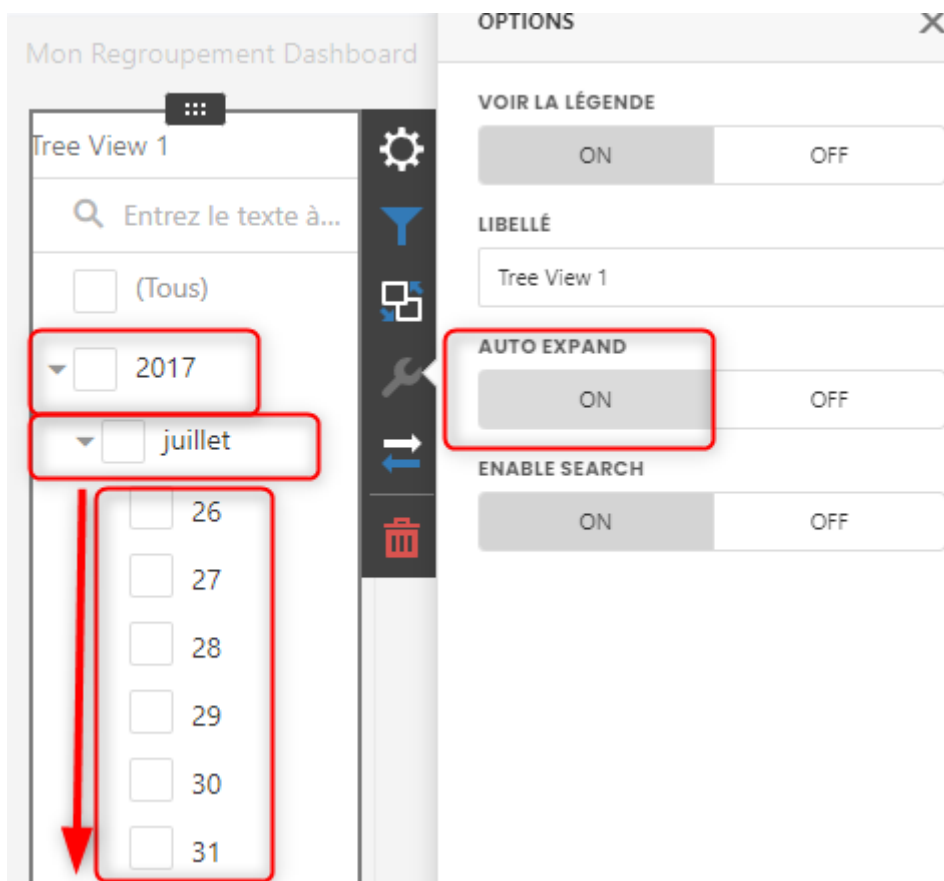 Mon Regroupement Dashboard
Tree View 1
Entrez le texte à...
(Tous)
2017
juillet
26
27
28
29
30
31
OPTIONS
VOIR LA LÉGENDE
ON OFF
LIBELLÉ
Tree View 1
AUTO EXPAND
ON OFF
ENABLE SEARCH
ON OFF